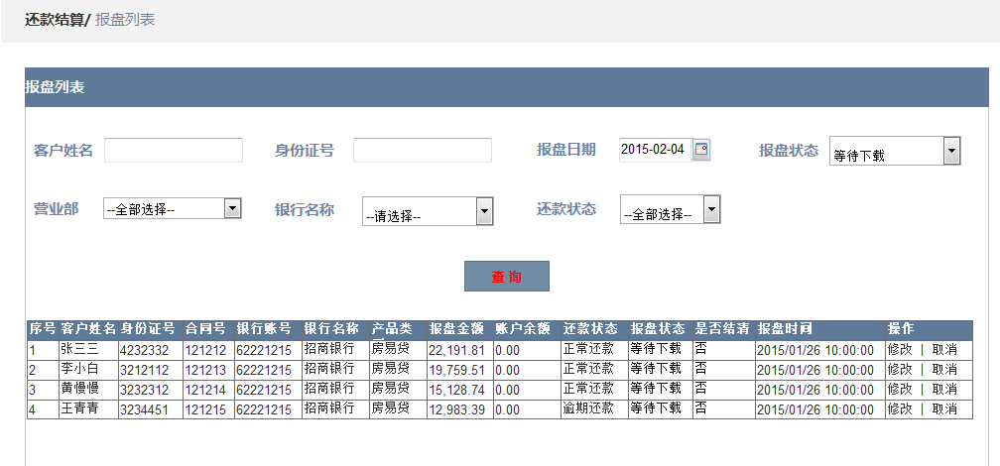 还款结算/ 报盘列表
报盘列表
客户姓名 身份证号 报盘日期 2015-02-04 报盘状态 等待下载
营业部 --全部选择-- 银行名称 --请选择-- 还款状态 --全部选择--
查 询
序号 客户姓名 身份证号 合同号 银行账号 银行名称 产品类 报盘金额 账户余额 还款状态 报盘状态 是否结清 报盘时间 操作
1 张三三 4232332 121212 62221215 招商银行 房易贷 22,191.81 0.00 正常还款 等待下载 否 2015/01/26 10:00:00 修改 | 取消
2 李小白 3212112 121213 62221215 招商银行 房易贷 19,759.51 0.00 正常还款 等待下载 否 2015/01/26 10:00:00 修改 | 取消
3 黄慢慢 3232312 121214 62221215 招商银行 房易贷 15,128.74 0.00 正常还款 等待下载 否 2015/01/26 10:00:00 修改 | 取消
4 王青青 3234451 121215 62221215 招商银行 房易贷 12,983.39 0.00 逾期还款 等待下载 否 2015/01/26 10:00:00 修改 | 取消